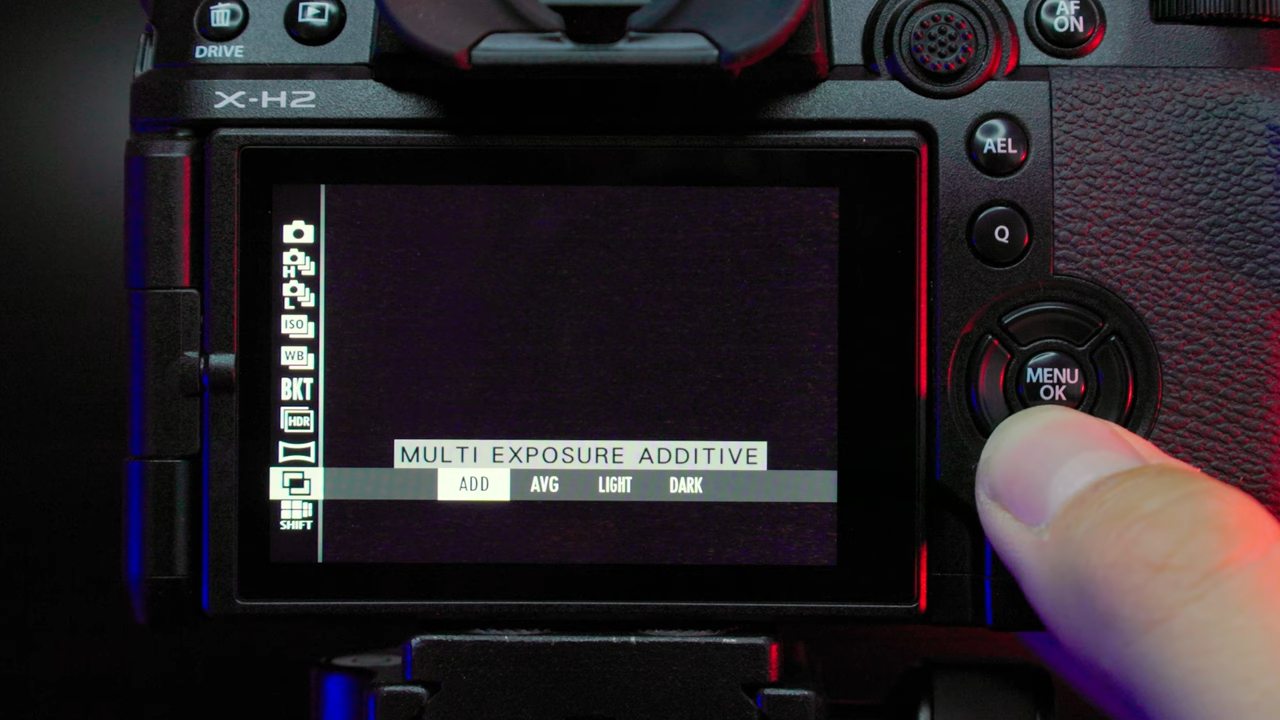 DRIVE
AF
ON
X-H2
AEL
Q
MENU
OK
H
L
ISO
WB
BKT
HDR
MULTI EXPOSURE ADDITIVE
ADD AVG LIGHT DARK
SHIFT